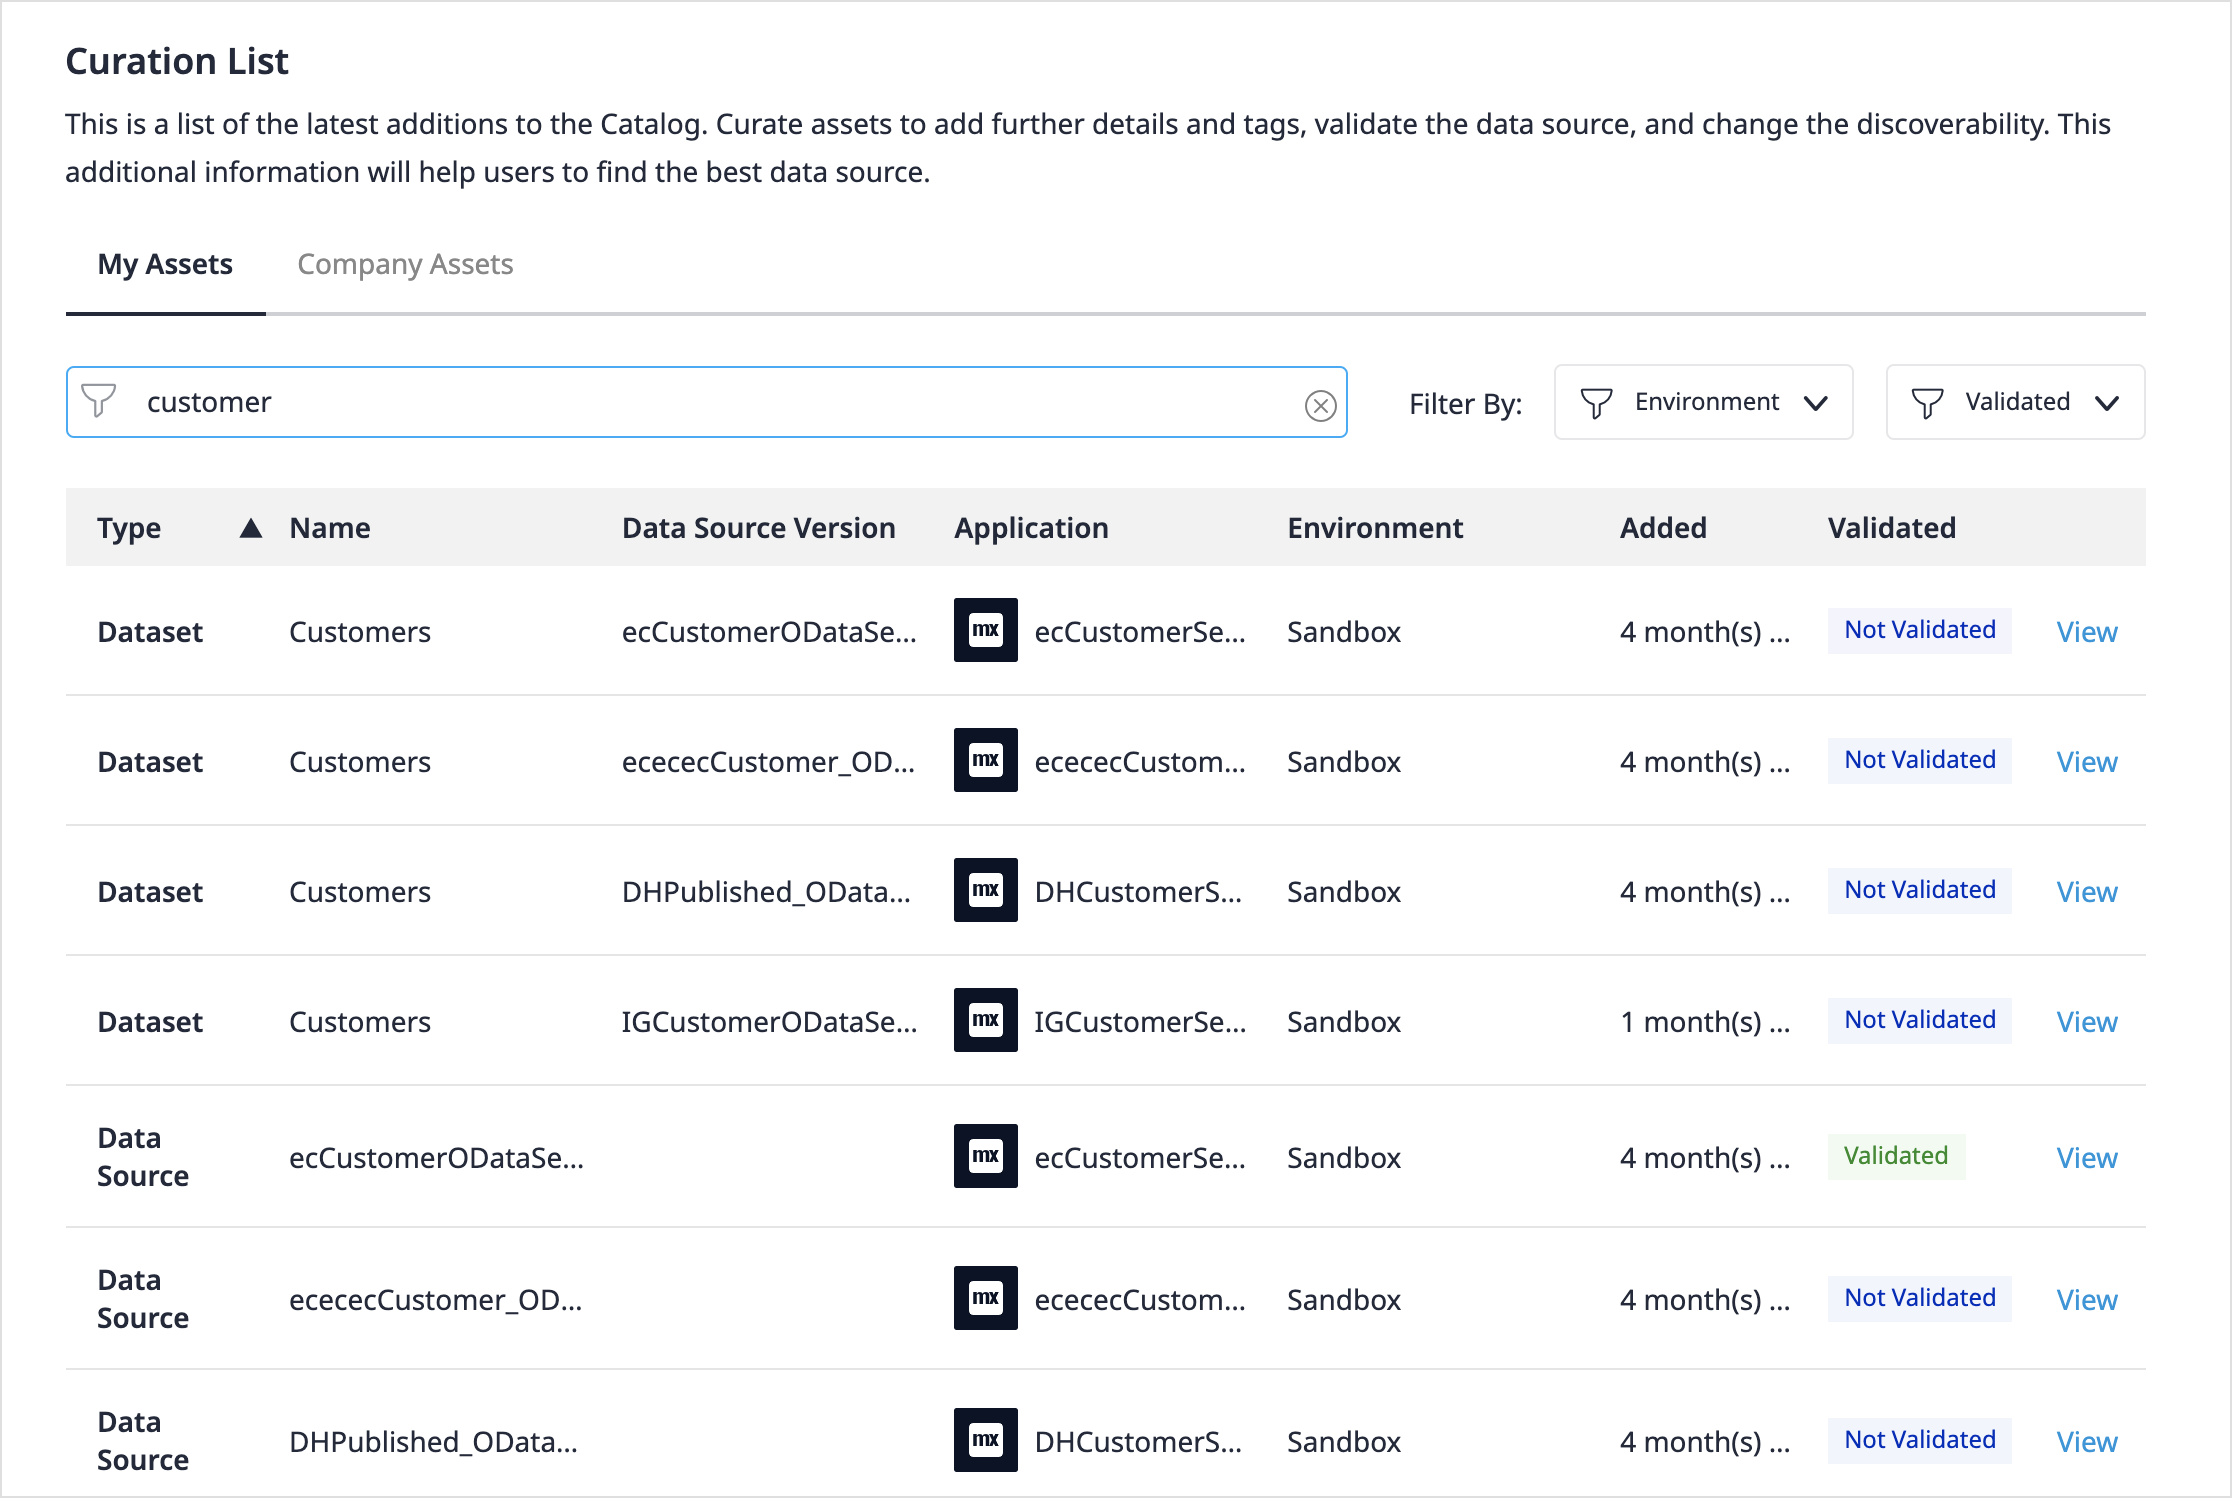 Curation List
This is a list of the latest additions to the Catalog. Curate assets to add further details and tags, validate the data source, and change the discoverability. This
additional information will help users to find the best data source.
My Assets Company Assets
customer Filter By: Environment Validated
Type Name Data Source Version Application Environment Added Validated
Dataset Customers ecCustomerODataSe... mx ecCustomerSe... Sandbox 4 month(s) ... Not Validated View
Dataset Customers ecececCustomer_OD... mx ecececCustom... Sandbox 4 month(s) ... Not Validated View
Dataset Customers DHPublished_OData... mx DHCustomerS... Sandbox 4 month(s) ... Not Validated View
Dataset Customers IGCustomerODataSe... mx IGCustomerSe... Sandbox 1 month(s) ... Not Validated View
Data
Source ecCustomerODataSe... mx ecCustomerSe... Sandbox 4 month(s) ... Validated View
Data
Source ecececCustomer_OD... mx ecececCustom... Sandbox 4 month(s) ... Not Validated View
Data
Source DHPublished_OData... mx DHCustomerS... Sandbox 4 month(s) ... Not Validated View